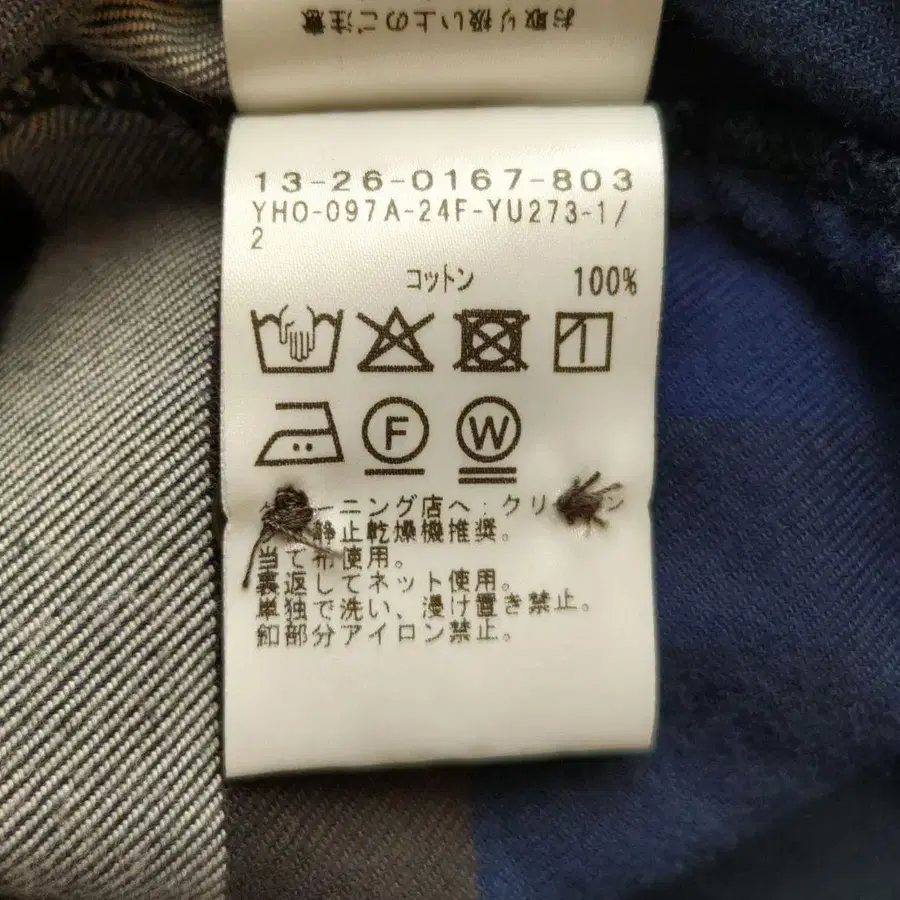 お取り扱い上のご注意
13-26-0167-803
YHO-097A-24F-YU273-1/
2
コットン 100%
F W
ーニング店へ:クリ ン
静止乾燥機推奨。
当て布使用。
裏返してネット使用。
単独で洗い、浸け置き禁止。
釦部分アイロン禁止。